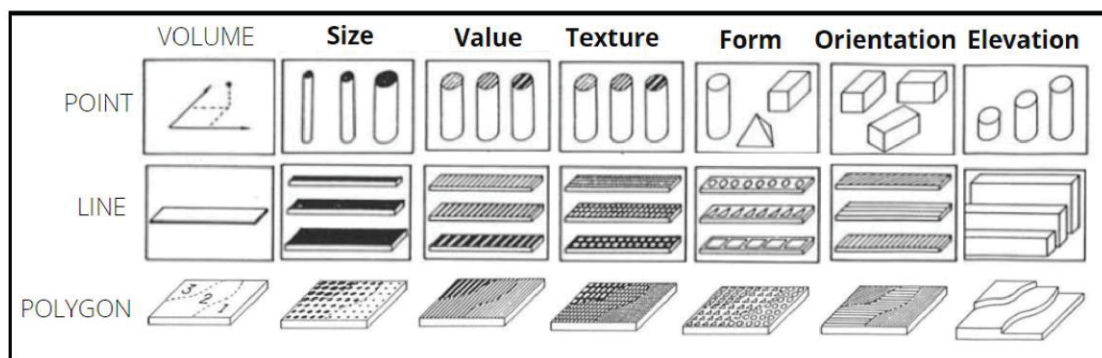 VOLUME Size Value Texture Form Orientation Elevation
POINT
LINE
POLYGON
3
2
1